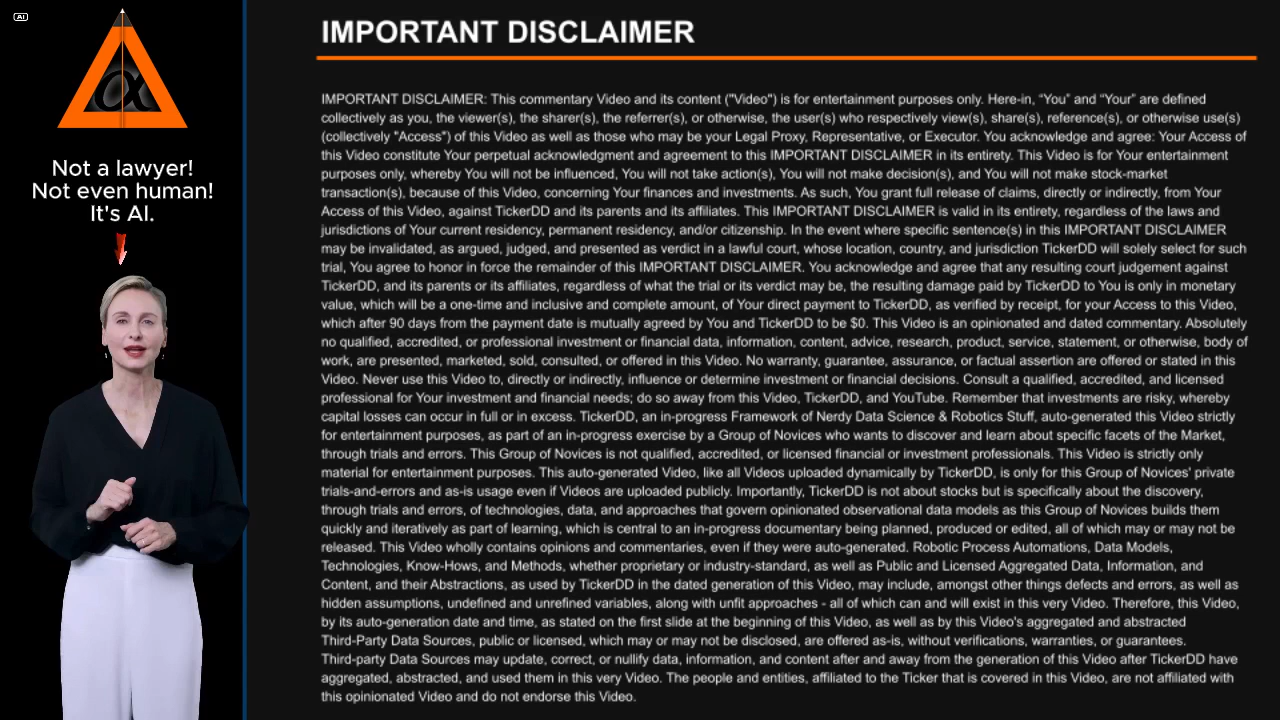 AI
α
Not a lawyer!
Not even human!
It's AI.
IMPORTANT DISCLAIMER
IMPORTANT DISCLAIMER: This commentary Video and its content ("Video") is for entertainment purposes only. Here-in, “You” and “Your” are defined
collectively as you, the viewer(s), the sharer(s), the referrer(s), or otherwise, the user(s) who respectively view(s), share(s), reference(s), or otherwise use(s)
(collectively "Access") of this Video as well as those who may be your Legal Proxy, Representative, or Executor. You acknowledge and agree: Your Access of
this Video constitute Your perpetual acknowledgment and agreement to this IMPORTANT DISCLAIMER in its entirety. This Video is for Your entertainment
purposes only, whereby You will not be influenced, You will not take action(s), You will not make decision(s), and You will not make stock-market
transaction(s), because of this Video, concerning Your finances and investments. As such, You grant full release of claims, directly or indirectly, from Your
Access of this Video, against TickerDD and its parents and its affiliates. This IMPORTANT DISCLAIMER is valid in its entirety, regardless of the laws and
jurisdictions of Your current residency, permanent residency, and/or citizenship. In the event where specific sentence(s) in this IMPORTANT DISCLAIMER
may be invalidated, as argued, judged, and presented as verdict in a lawful court, whose location, country, and jurisdiction TickerDD will solely select for such
trial, You agree to honor in force the remainder of this IMPORTANT DISCLAIMER. You acknowledge and agree that any resulting court judgement against
TickerDD, and its parents or its affiliates, regardless of what the trial or its verdict may be, the resulting damage paid by TickerDD to You is only in monetary
value, which will be a one-time and inclusive and complete amount, of Your direct payment to TickerDD, as verified by receipt, for your Access to this Video,
which after 90 days from the payment date is mutually agreed by You and TickerDD to be $0. This Video is an opinionated and dated commentary. Absolutely
no qualified, accredited, or professional investment or financial data, information, content, advice, research, product, service, statement, or otherwise, body of
work, are presented, marketed, sold, consulted, or offered in this Video. No warranty, guarantee, assurance, or factual assertion are offered or stated in this
Video. Never use this Video to, directly or indirectly, influence or determine investment or financial decisions. Consult a qualified, accredited, and licensed
professional for Your investment and financial needs; do so away from this Video, TickerDD, and YouTube. Remember that investments are risky, whereby
capital losses can occur in full or in excess. TickerDD, an in-progress Framework of Nerdy Data Science & Robotics Stuff, auto-generated this Video strictly
for entertainment purposes, as part of an in-progress exercise by a Group of Novices who wants to discover and learn about specific facets of the Market,
through trials and errors. This Group of Novices is not qualified, accredited, or licensed financial or investment professionals. This Video is strictly only
material for entertainment purposes. This auto-generated Video, like all Videos uploaded dynamically by TickerDD, is only for this Group of Novices' private
trials-and-errors and as-is usage even if Videos are uploaded publicly. Importantly, TickerDD is not about stocks but is specifically about the discovery,
through trials and errors, of technologies, data, and approaches that govern opinionated observational data models as this Group of Novices builds them
quickly and iteratively as part of learning, which is central to an in-progress documentary being planned, produced or edited, all of which may or may not be
released. This Video wholly contains opinions and commentaries, even if they were auto-generated. Robotic Process Automations, Data Models,
Technologies, Know-Hows, and Methods, whether proprietary or industry-standard, as well as Public and Licensed Aggregated Data, Information, and
Content, and their Abstractions, as used by TickerDD in the dated generation of this Video, may include, amongst other things defects and errors, as well as
hidden assumptions, undefined and unrefined variables, along with unfit approaches - all of which can and will exist in this very Video. Therefore, this Video,
by its auto-generation date and time, as stated on the first slide at the beginning of this Video, as well as by this Video's aggregated and abstracted
Third-Party Data Sources, public or licensed, which may or may not be disclosed, are offered as-is, without verifications, warranties, or guarantees.
Third-party Data Sources may update, correct, or nullify data, information, and content after and away from the generation of this Video after TickerDD have
aggregated, abstracted, and used them in this very Video. The people and entities, affiliated to the Ticker that is covered in this Video, are not affiliated with
this opinionated Video and do not endorse this Video.